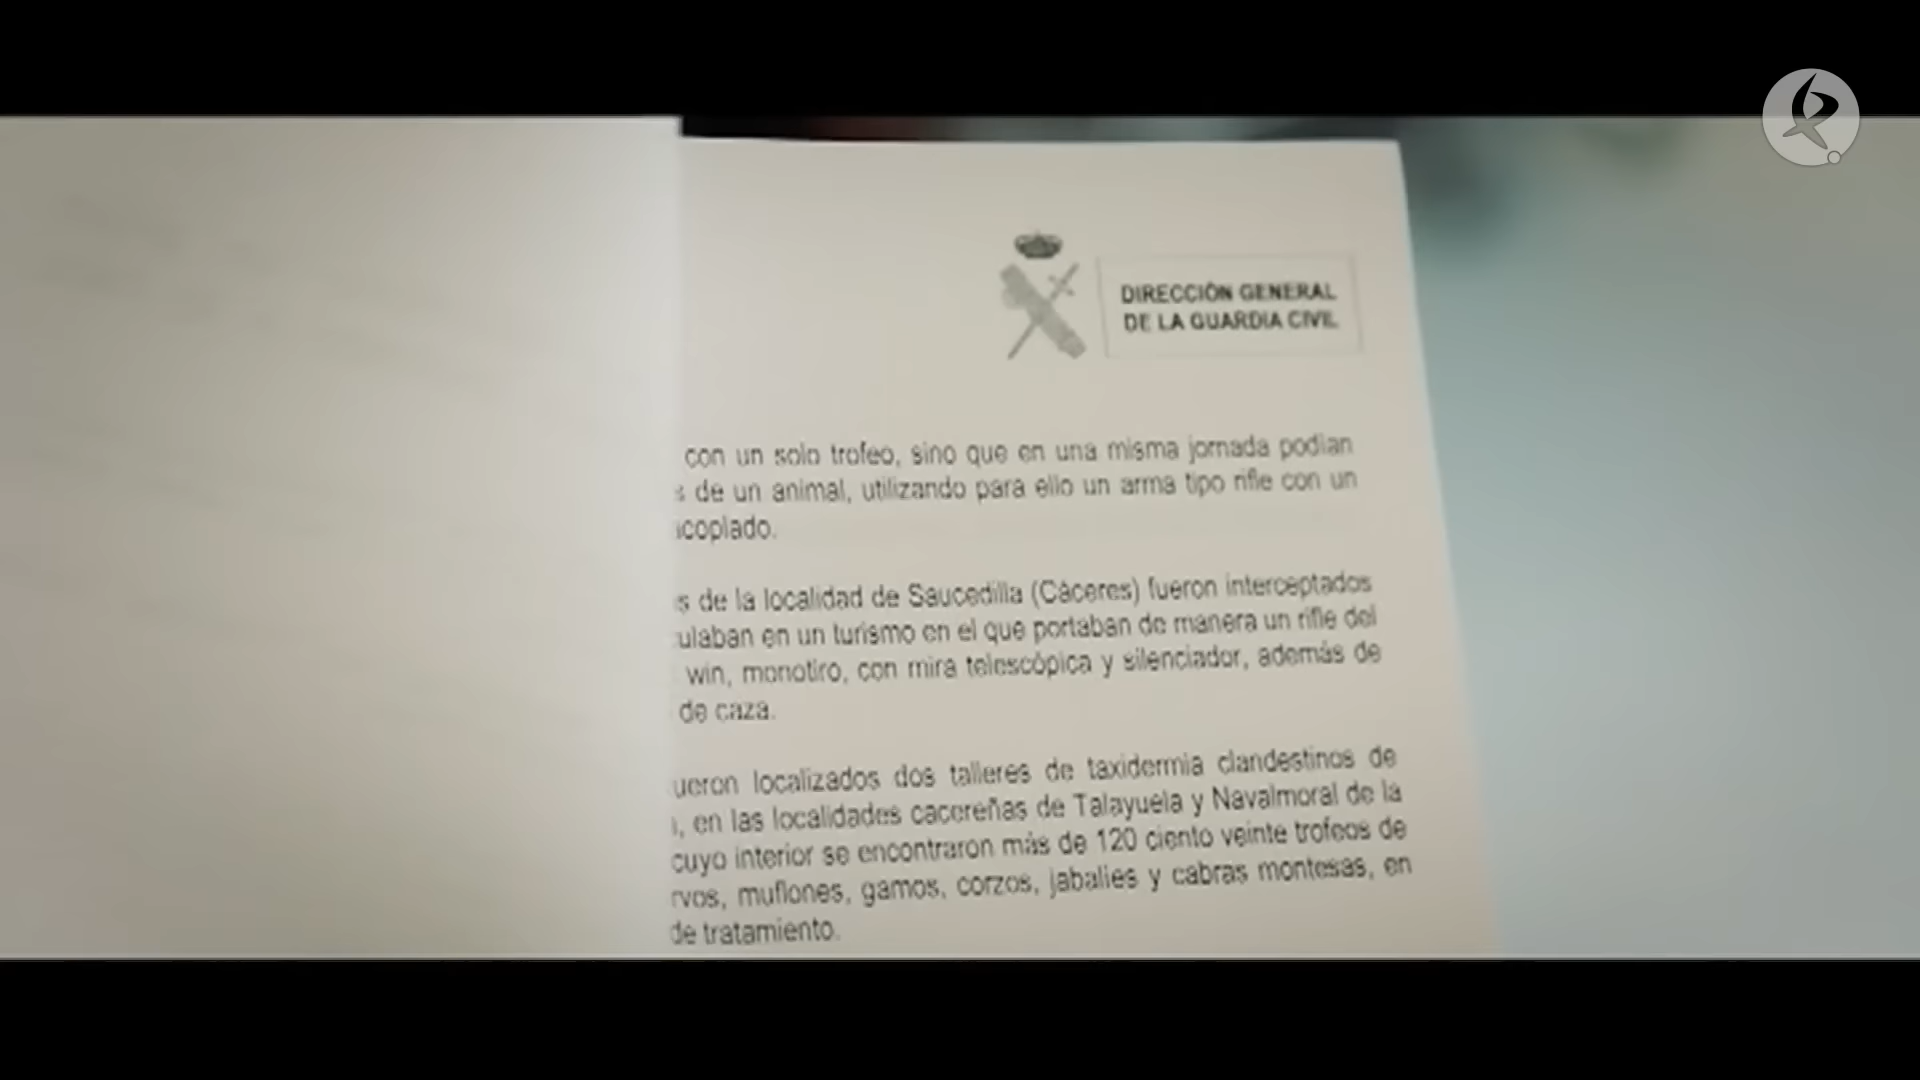 DIRECCIÓN GENERAL
DE LA GUARDIA CIVIL
con un solo trofeo, sino que en una misma jornada podían
de un animal, utilizando para ello un arma tipo rifle con un
acoplado.
de la localidad de Saucedilla (Cáceres) fueron interceptados
culaban en un turismo en el que portaban de manera un rifle del
win, monotiro, con mira telescópica y silenciador, además de
de caza.
ueron localizados dos talleres de taxidermia clandestinos de
, en las localidades cacereñas de Talayuela y Navalmoral de la
cuyo interior se encontraron más de 120 ciento veinte trofeos de
rvos, muflones, gamos, corzos, jabalíes y cabras montesas, en
de tratamiento.